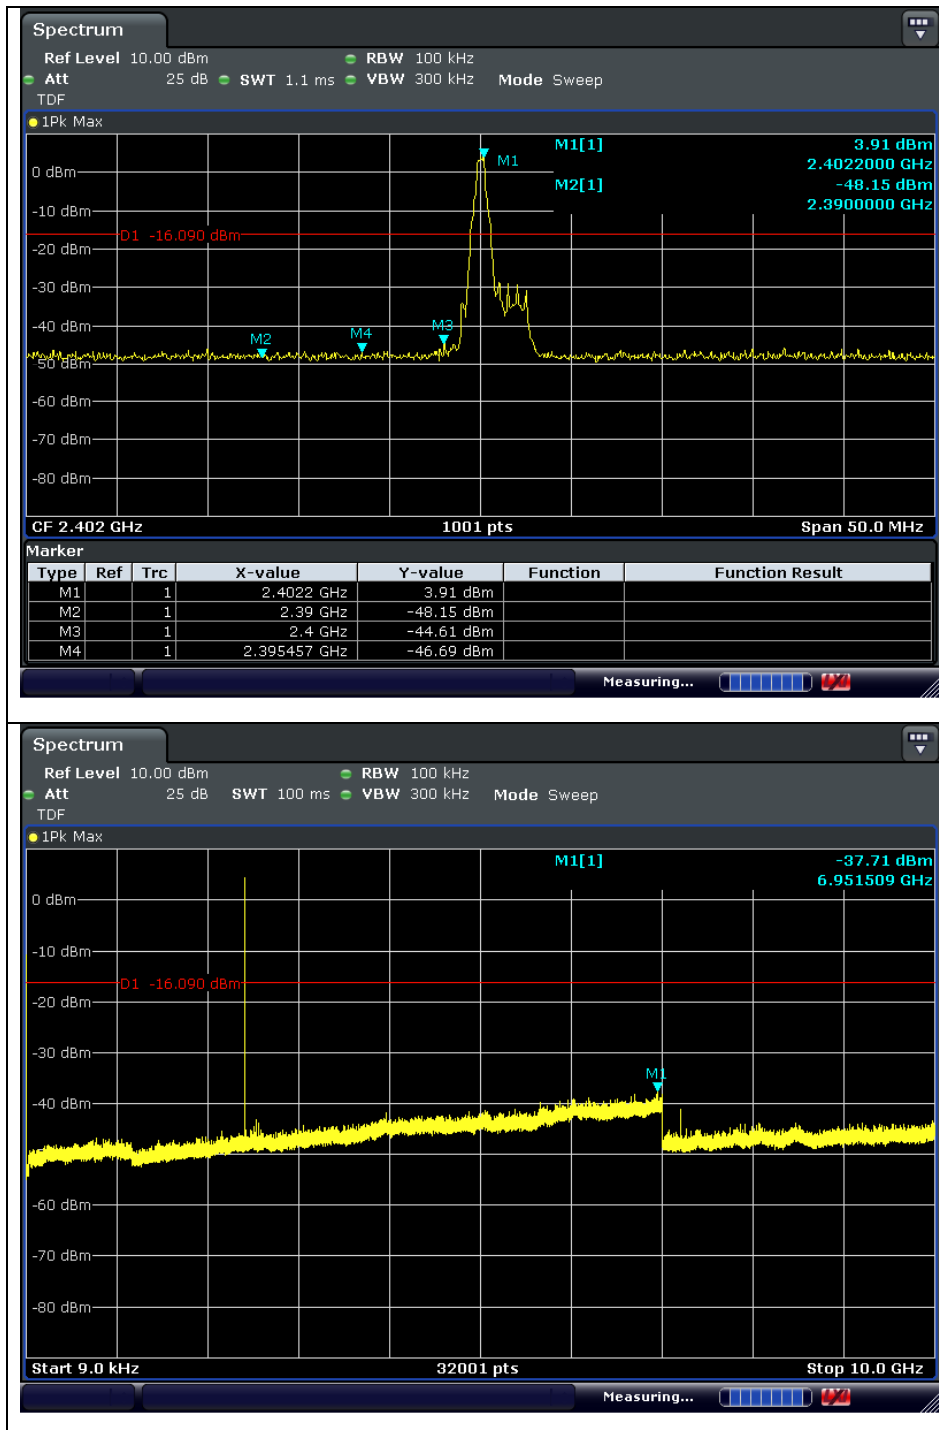 Spectrum
Ref Level 10.00 dBm RBW 100 kHz
Att 25 dB SWT 1.1 ms VBW 300 kHz Mode Sweep
TDF
1Pk Max
M1[1] 3.91 dBm
2.4022000 GHz
M2[1] -48.15 dBm
2.3900000 GHz
M1
0 dBm
-10 dBm
D1 -16.090 dBm
-20 dBm
-30 dBm
-40 dBm
M2 M4 M3
-50 dBm
-60 dBm
-70 dBm
-80 dBm
CF 2.402 GHz 1001 pts Span 50.0 MHz
Marker
Type Ref Trc X-value Y-value Function Function Result
M1 1 2.4022 GHz 3.91 dBm
M2 1 2.39 GHz -48.15 dBm
M3 1 2.4 GHz -44.61 dBm
M4 1 2.395457 GHz -46.69 dBm
Measuring...
Spectrum
Ref Level 10.00 dBm RBW 100 kHz
Att 25 dB SWT 100 ms VBW 300 kHz Mode Sweep
TDF
1Pk Max
M1[1] -37.71 dBm
6.951509 GHz
0 dBm
-10 dBm
D1 -16.090 dBm
-20 dBm
-30 dBm
M1
-40 dBm
-60 dBm
-70 dBm
-80 dBm
Start 9.0 kHz 32001 pts Stop 10.0 GHz
Measuring...